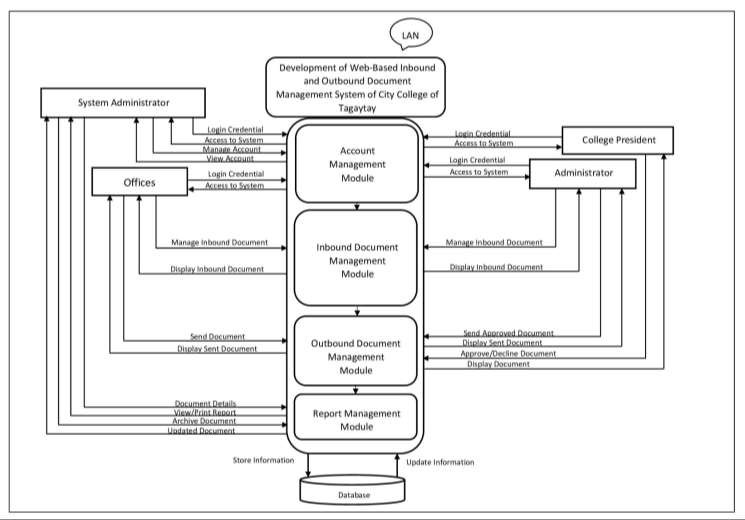 LAN
Development of Web-Based Inbound
and Outbound Document
Management System of City College of
Tagaytay
System Administrator
Login Credential
Access to System
Manage Account
View Account
Offices
Login Credential
Access to System
Account
Management
Module
Login Credential
Access to System
College President
Login Credential
Access to System
Administrator
Manage Inbound Document
Display Inbound Document
Inbound Document
Management
Module
Manage Inbound Document
Display Inbound Document
Send Document
Display Sent Document
Outbound Document
Management
Module
Send Approved Document
Display Sent Document
Approve/Decline Document
Display Document
Document Details
View/Print Report
Archive Document
Updated Document
Report Management
Module
Store Information
Update Information
Database